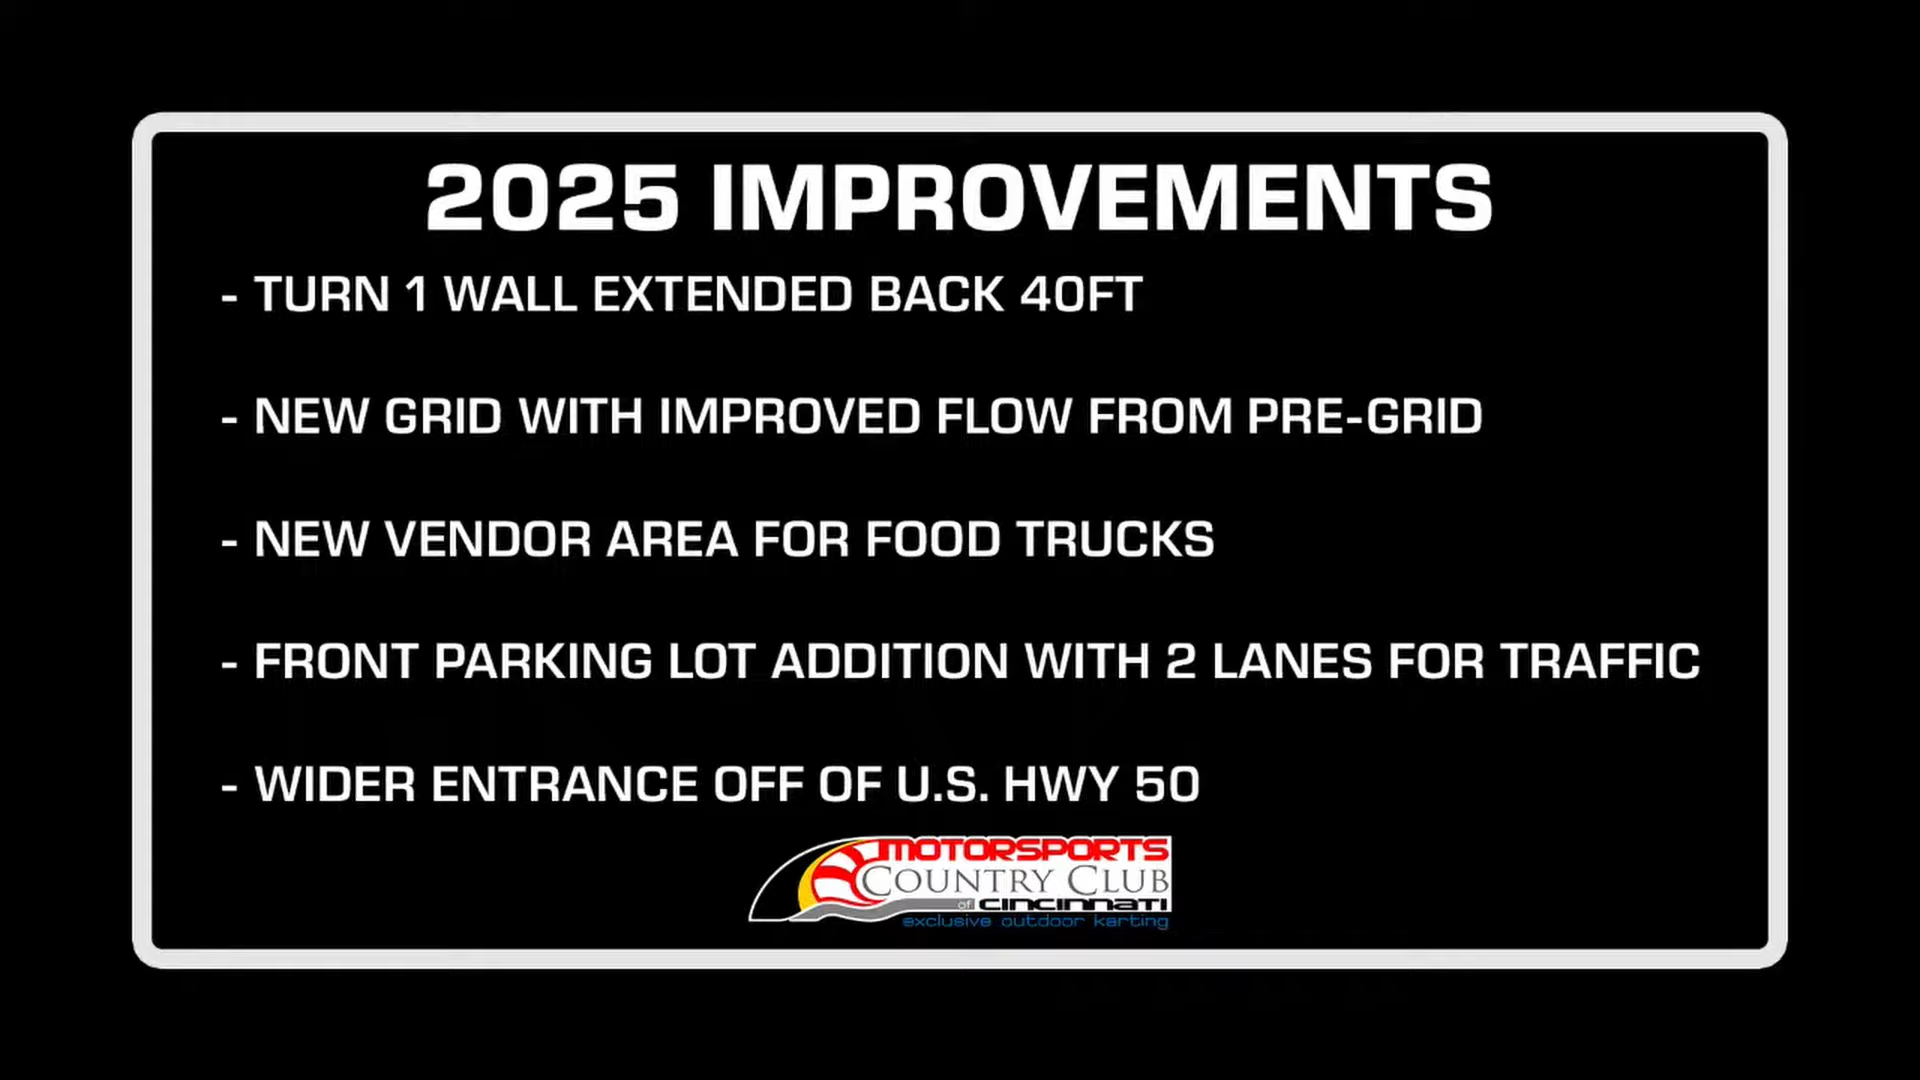 2025 IMPROVEMENTS
- TURN 1 WALL EXTENDED BACK 40FT
- NEW GRID WITH IMPROVED FLOW FROM PRE-GRID
- NEW VENDOR AREA FOR FOOD TRUCKS
- FRONT PARKING LOT ADDITION WITH 2 LANES FOR TRAFFIC
- WIDER ENTRANCE OFF OF U.S. HWY 50
MOTORSPORTS
COUNTRY CLUB
of CINCINNATI
exclusive outdoor karting